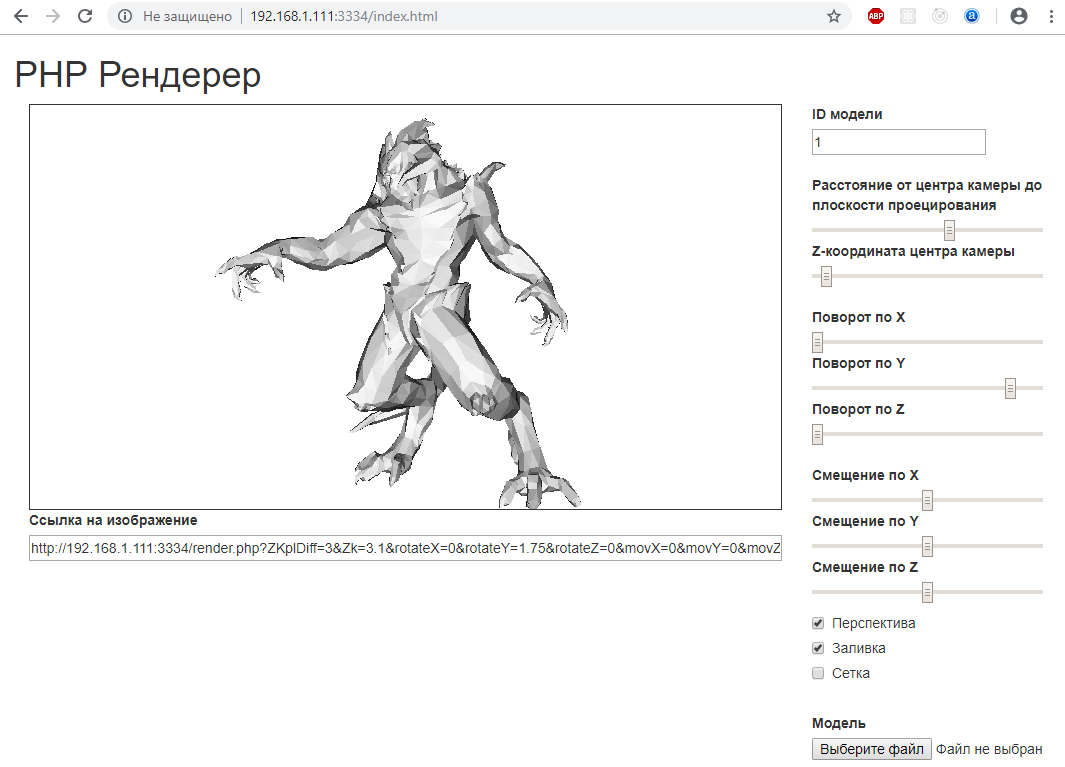 Не защищено
192.168.1.111:3334/index.html
ABP
a
PHP Рендерер
ID модели
1
Расстояние от центра камеры до
плоскости проецирования
Z-координата центра камеры
Поворот по X
Поворот по Y
Поворот по Z
Смещение по X
Смещение по Y
Смещение по Z
Перспектива
Заливка
Сетка
Модель
Выберите файл Файл не выбран
Ссылка на изображение
http://192.168.1.111:3334/render.php?ZKplDiff=3&Zk=3.1&rotateX=0&rotateY=1.75&rotateZ=0&movX=0&movY=0&movZ